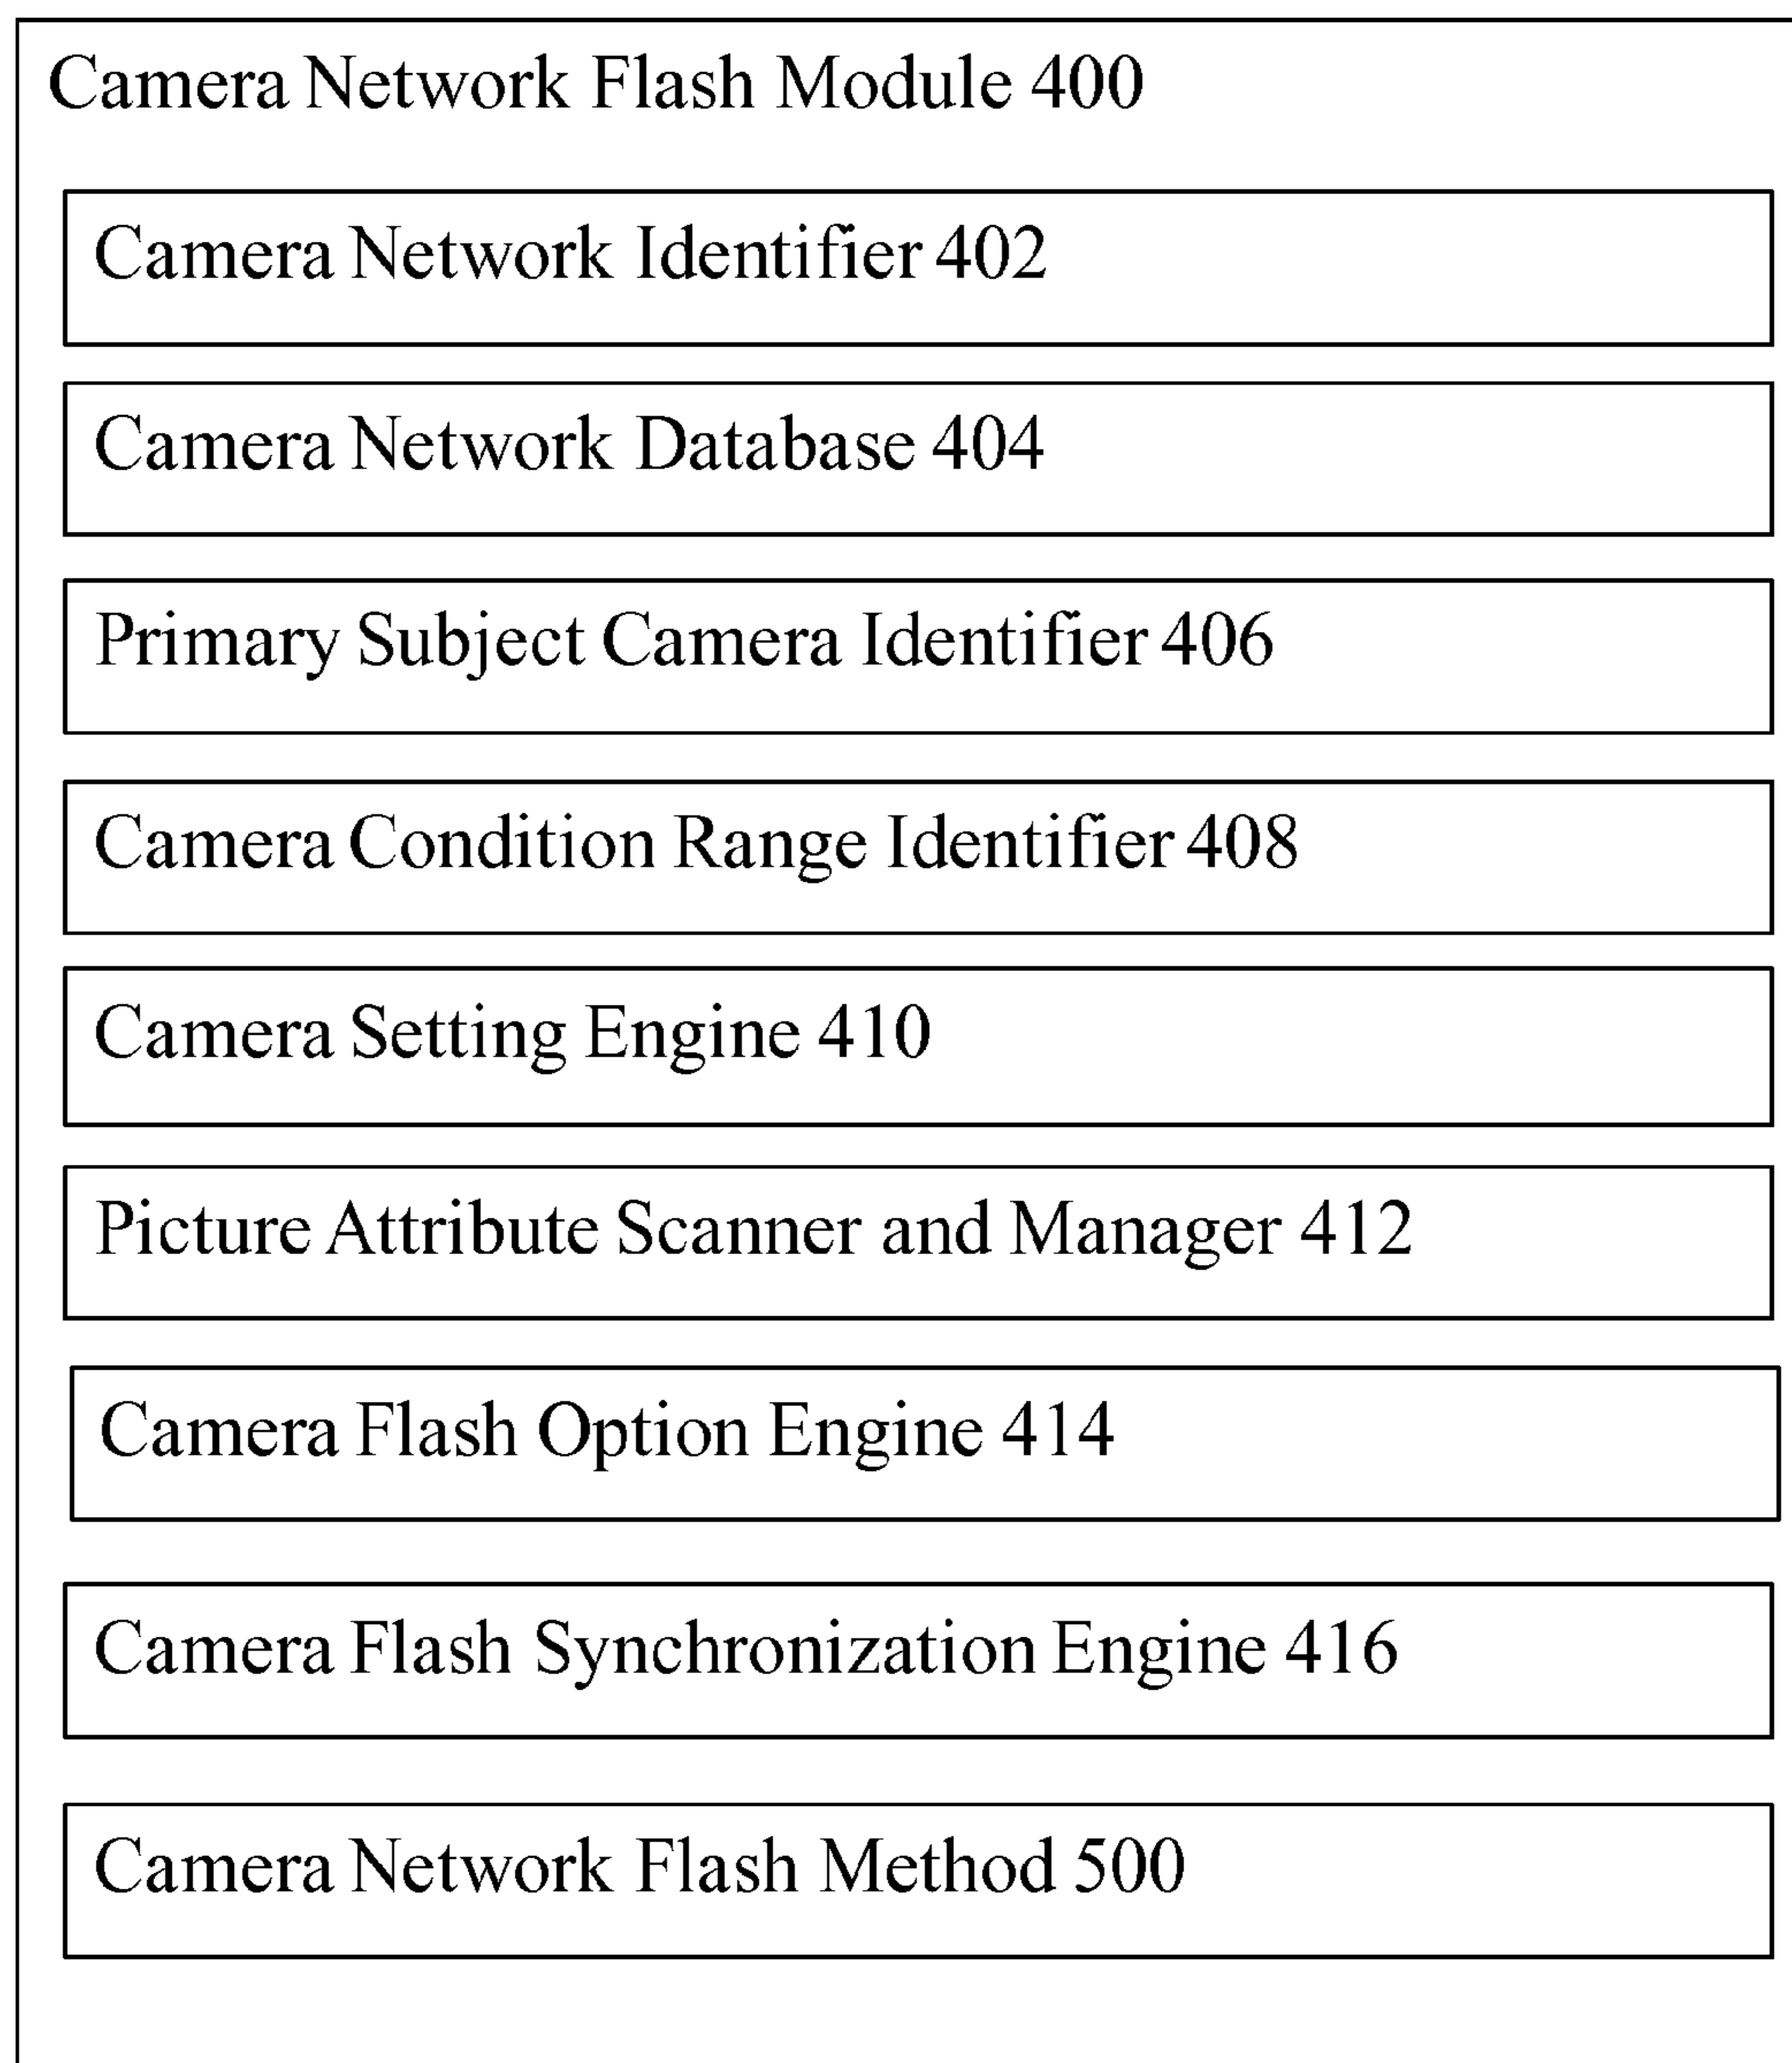 Camera Network Flash Module 400
Camera Network Identifier 402
Camera Network Database 404
Primary Subject Camera Identifier 406
Camera Condition Range Identifier 408
Camera Setting Engine 410
Picture Attribute Scanner and Manager 412
Camera Flash Option Engine 414
Camera Flash Synchronization Engine 416
Camera Network Flash Method 500